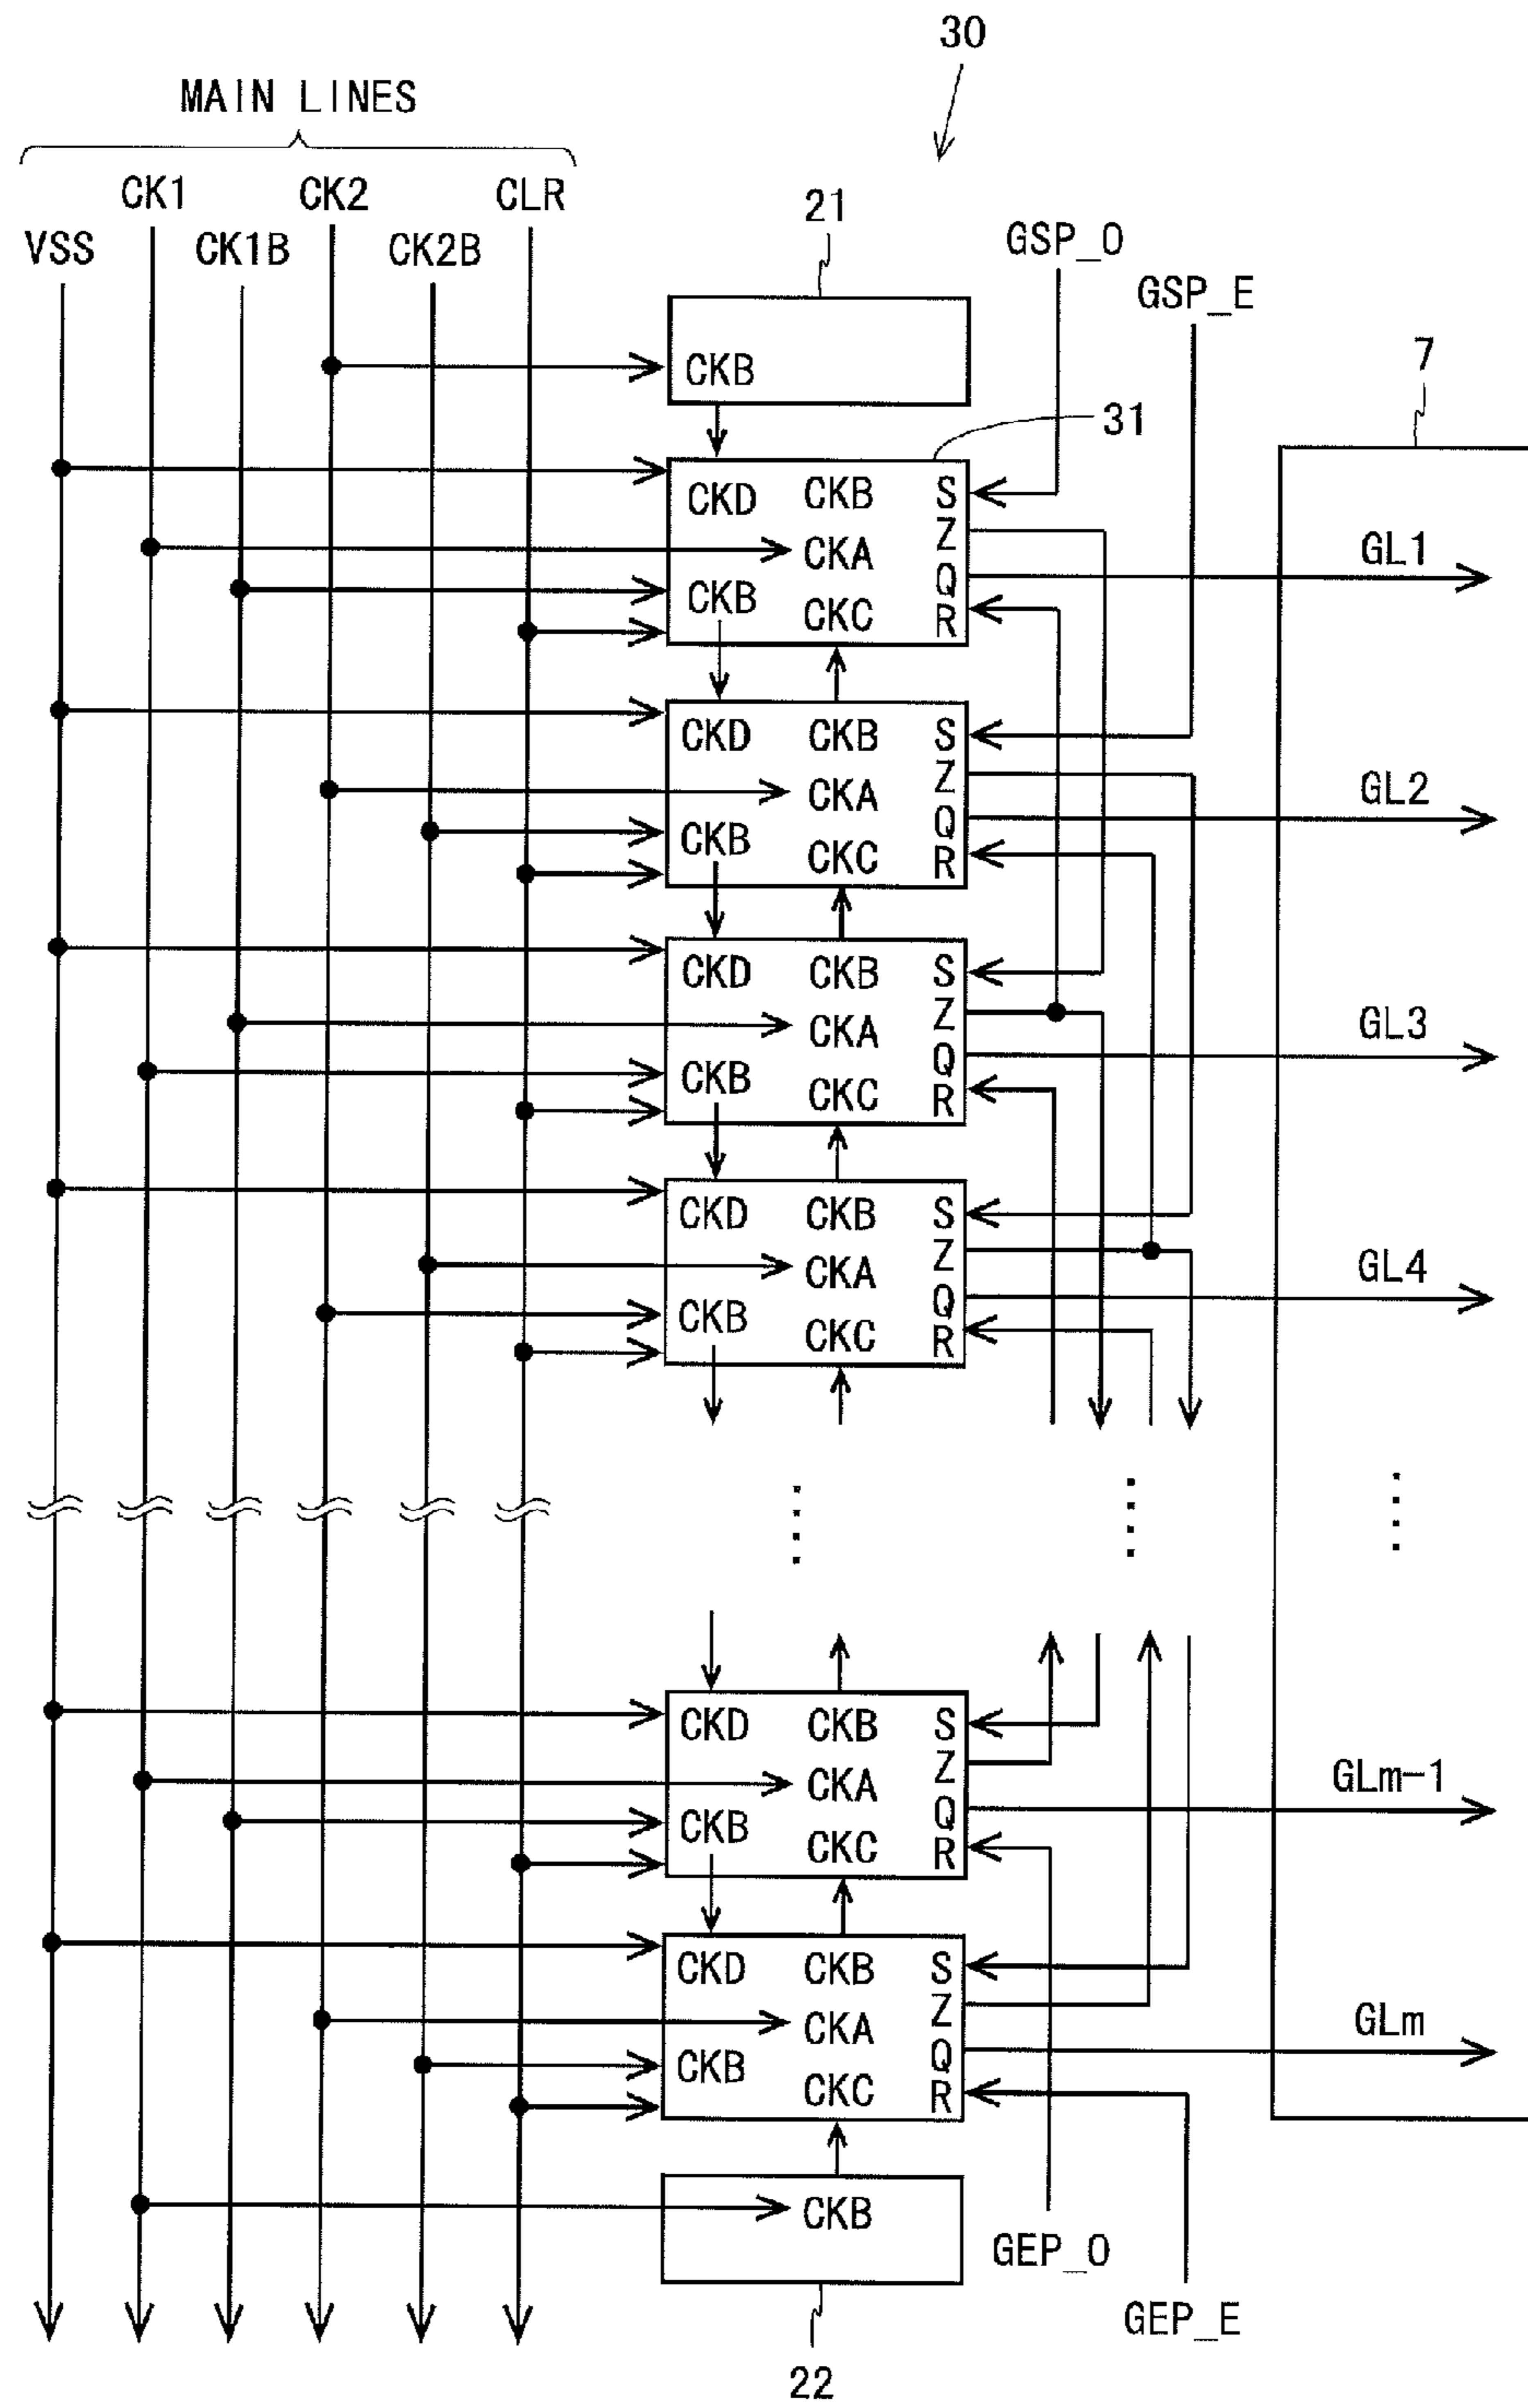 30
MAIN LINES
CK1 CK2 CLR
VSS CK1B CK2B
21
GSP_O
GSP_E
7
CKB
31
CKD CKB S
Z
CKA
GL1
Q
CKB CKC R
CKD CKB S
Z
CKA
GL2
Q
CKB CKC R
CKD CKB S
Z
CKA
GL3
Q
CKB CKC R
CKD CKB S
Z
CKA
GL4
Q
CKB CKC R
CKD CKB S
Z
CKA
GLm-1
Q
CKB CKC R
CKD CKB S
Z
CKA
GLm
Q
CKB CKC R
CKB
GEP_O
GEP_E
22